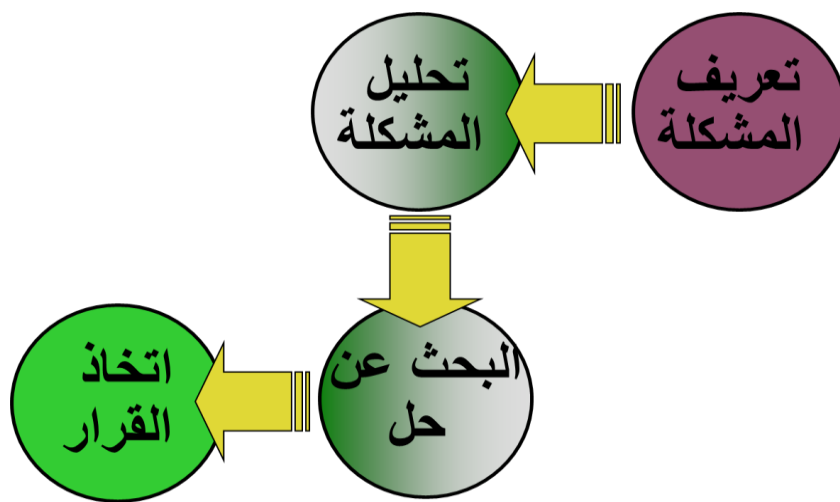 تعريف
المشكلة
تحليل
المشكلة
البحث عن
حل
اتخاذ
القرار